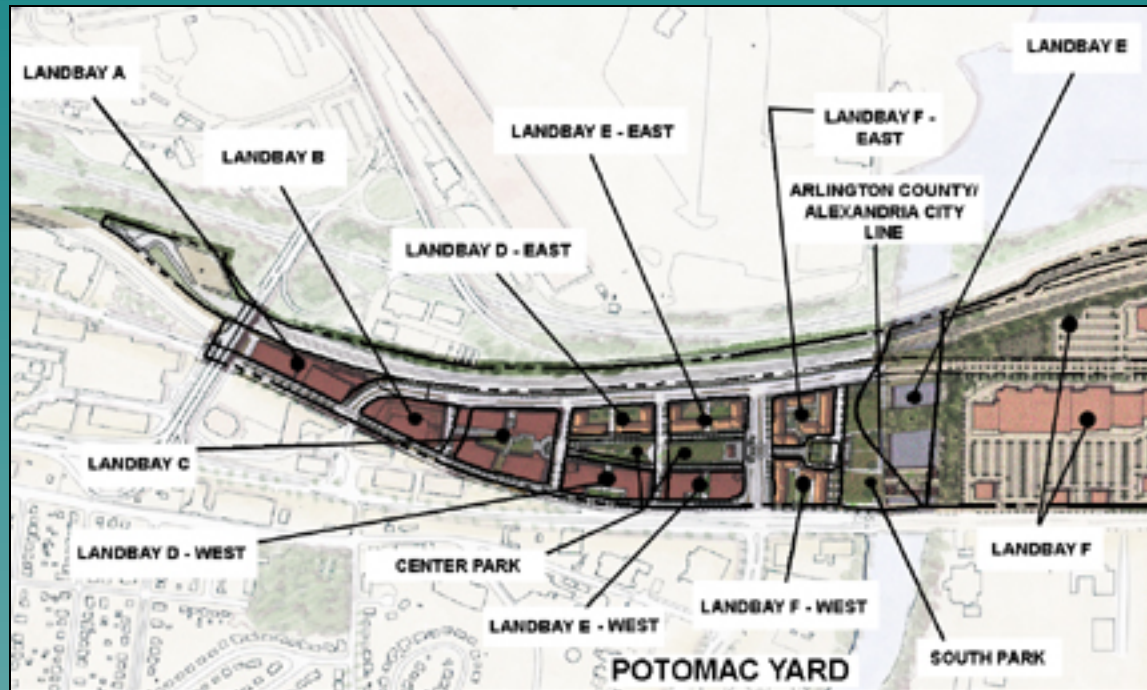 LANDBAY E
LANDBAY A
LANDBAY F -
EAST
LANDBAY E - EAST
LANDBAY B
ARLINGTON COUNTY/
ALEXANDRIA CITY
LINE
LANDBAY D - EAST
LANDBAY C
LANDBAY D - WEST
CENTER PARK
LANDBAY F
LANDBAY F - WEST
LANDBAY E - WEST
SOUTH PARK
POTOMAC YARD